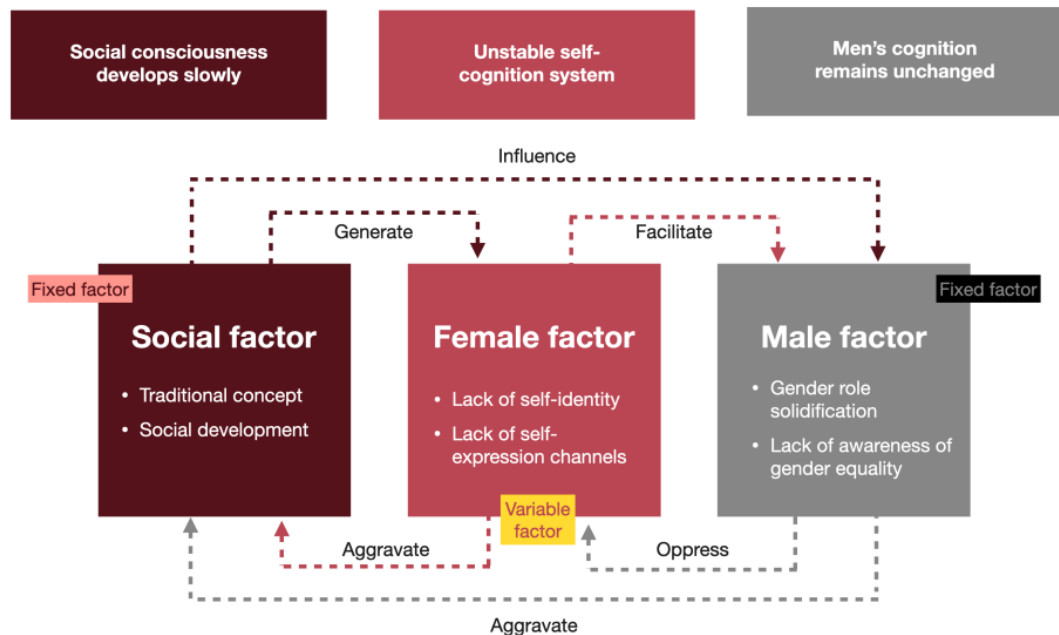 Social consciousness
develops slowly
Unstable self-
cognition system
Men's cognition
remains unchanged
Influence
Generate
Facilitate
Fixed factor
Fixed factor
Social factor
• Traditional concept
• Social development
Female factor
• Lack of self-identity
• Lack of self-
expression channels
Male factor
• Gender role
solidification
• Lack of awareness of
gender equality
Variable
factor
Aggravate
Oppress
Aggravate